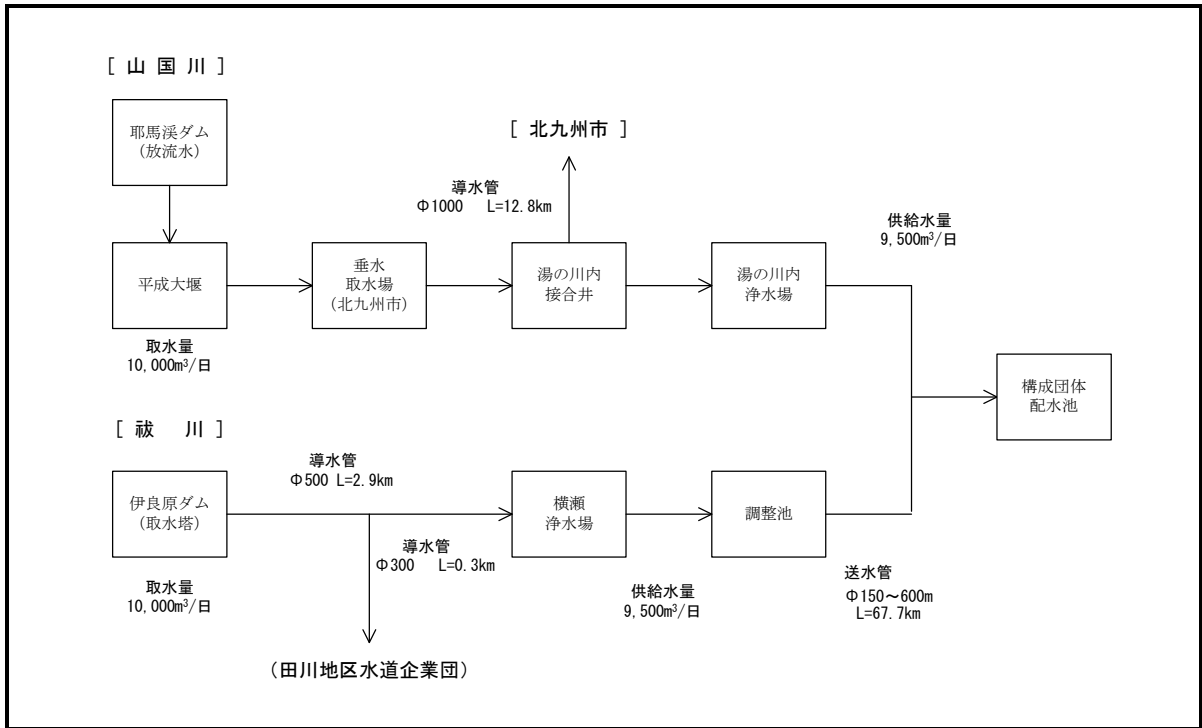 [ 山 国 川 ]
耶馬渓ダム
(放流水)
[ 北九州市 ]
導水管
Φ1000 L=12.8km
供給水量
9,500m³/日
平成大堰
垂水
取水場
(北九州市)
湯の川内
接合井
湯の川内
浄水場
取水量
10,000m³/日
構成団体
配水池
[ 祓 川 ]
導水管
Φ500 L=2.9km
伊良原ダム
(取水塔)
横瀬
浄水場
調整池
導水管
Φ300 L=0.3km
取水量
10,000m³/日
供給水量
9,500m³/日
送水管
Φ150～600m
L=67.7km
(田川地区水道企業団)